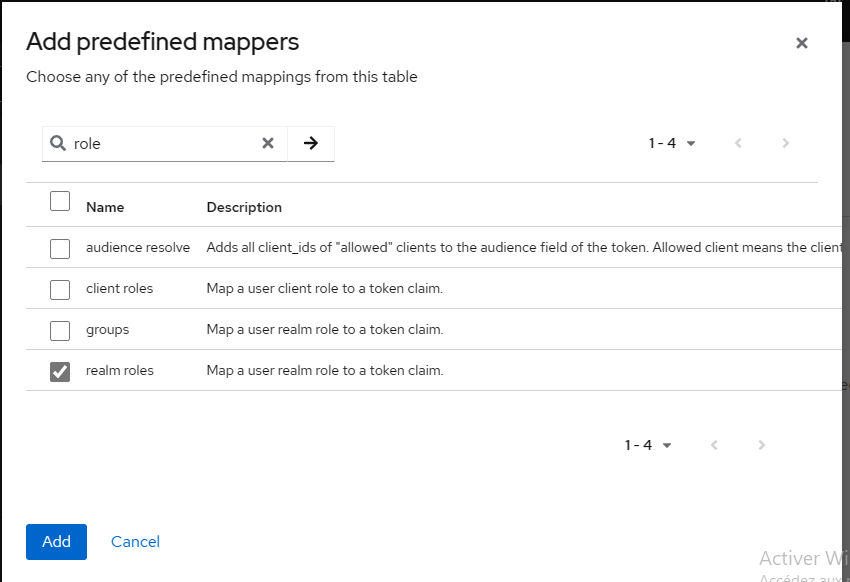 Add predefined mappers
Choose any of the predefined mappings from this table
role
1 - 4
Name Description
audience resolve Adds all client_ids of "allowed" clients to the audience field of the token. Allowed client means the client
client roles Map a user client role to a token claim.
groups Map a user realm role to a token claim.
realm roles Map a user realm role to a token claim.
1 - 4
Add Cancel
Activer Wi
Accédez aux